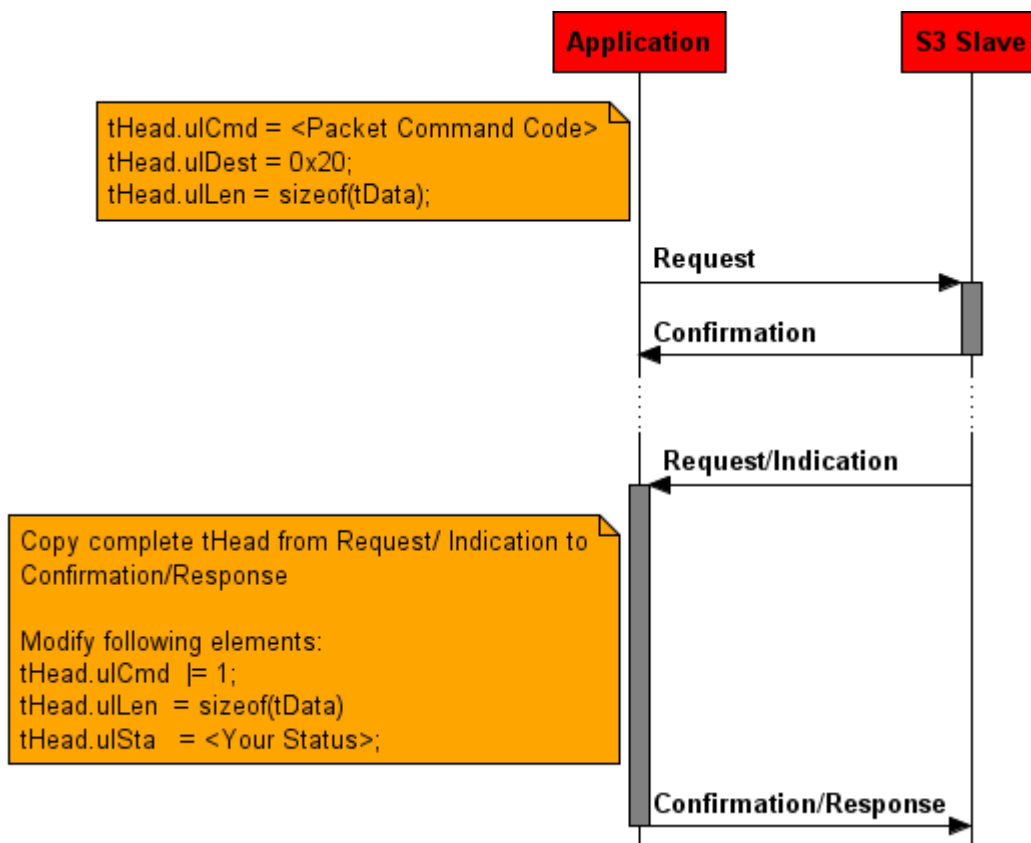 Application
S3 Slave
tHead.ulCmd = <Packet Command Code>
tHead.ulDest = 0x20;
tHead.ulLen = sizeof(tData);
Request
Confirmation
Request/Indication
Copy complete tHead from Request/ Indication to
Confirmation/Response
Modify following elements:
tHead.ulCmd |= 1;
tHead.ulLen = sizeof(tData)
tHead.ulSta = <Your Status>;
Confirmation/Response